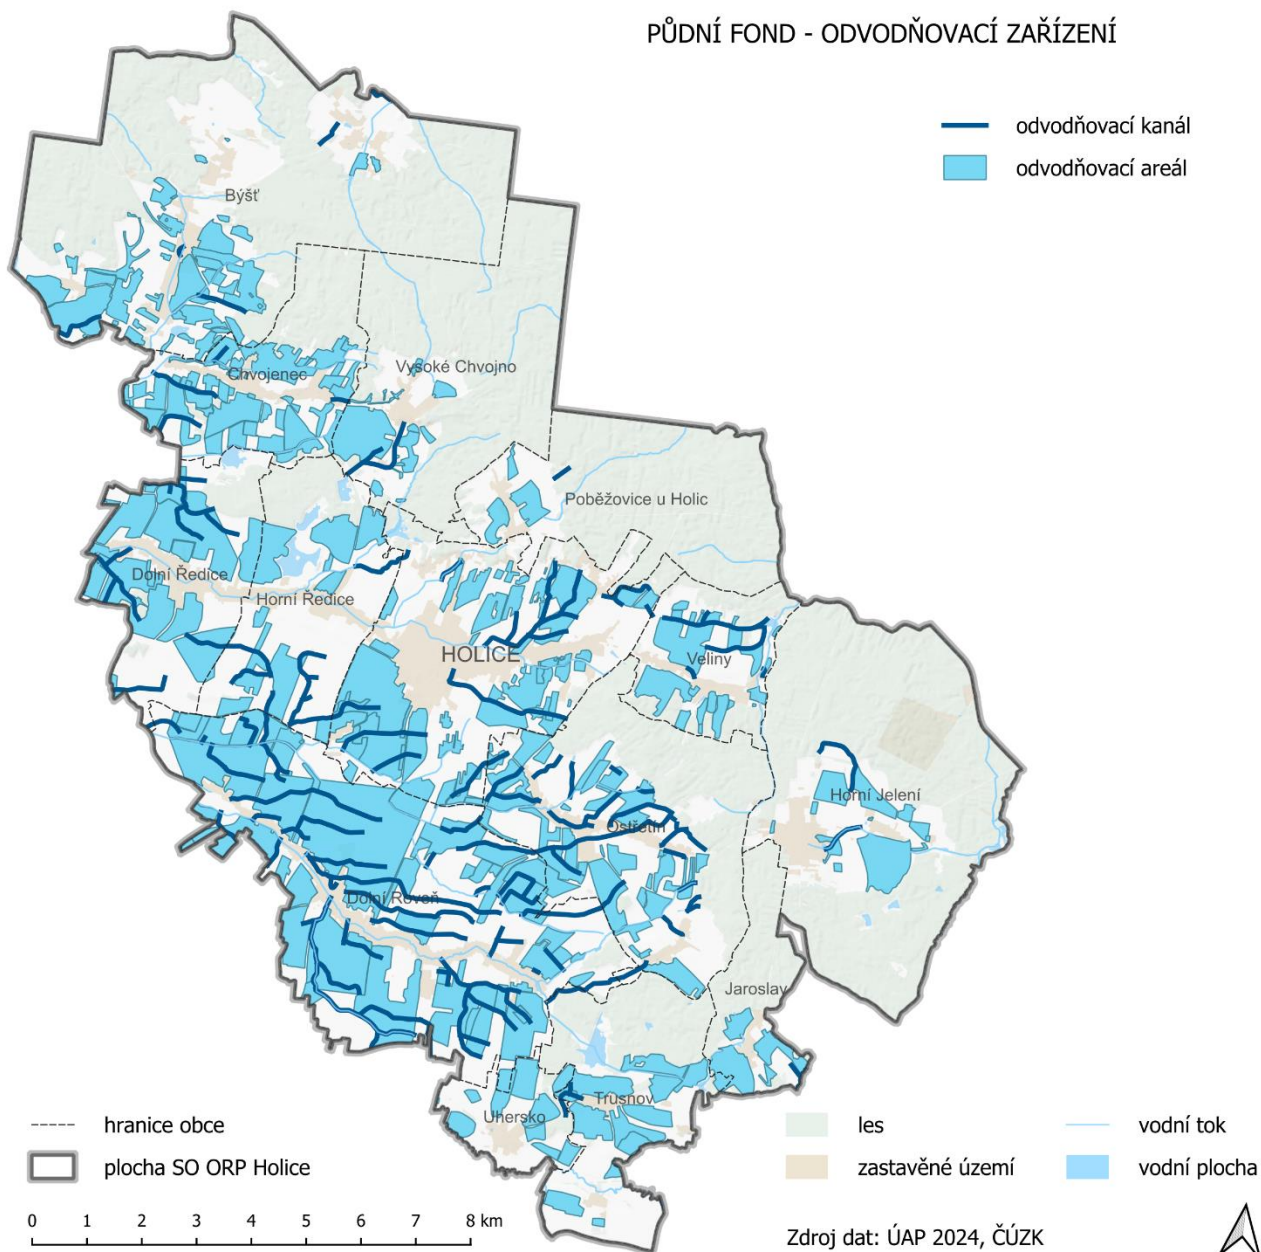 PŮDNÍ FOND - ODVODŇOVACÍ ZAŘÍZENÍ
odvodňovací kanál
odvodňovací areál
Býšť
Chvojenec
Vysoké Chvojno
Poběžovice u Holic
Dolní Ředice
Horní Ředice
HOLICE
Veliny
Horní Jelení
Ostřetín
Dolní Roveň
Jaroslav
Trusnov
Uhersko
hranice obce
plocha SO ORP Holice
les
zastavěné území
vodní tok
vodní plocha
0 1 2 3 4 5 6 7 8 km
Zdroj dat: ÚAP 2024, ČÚZK